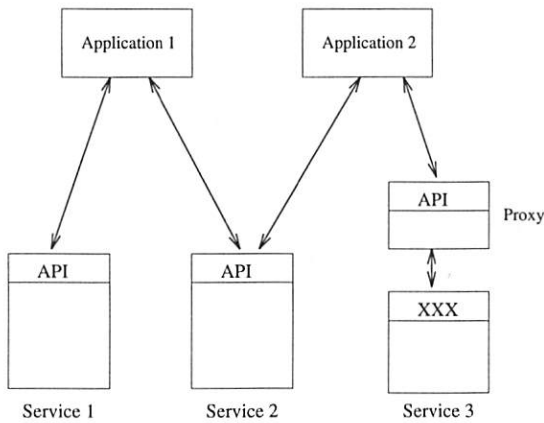 Application 1
Application 2
API
Proxy
API
API
XXX
Service 1
Service 2
Service 3